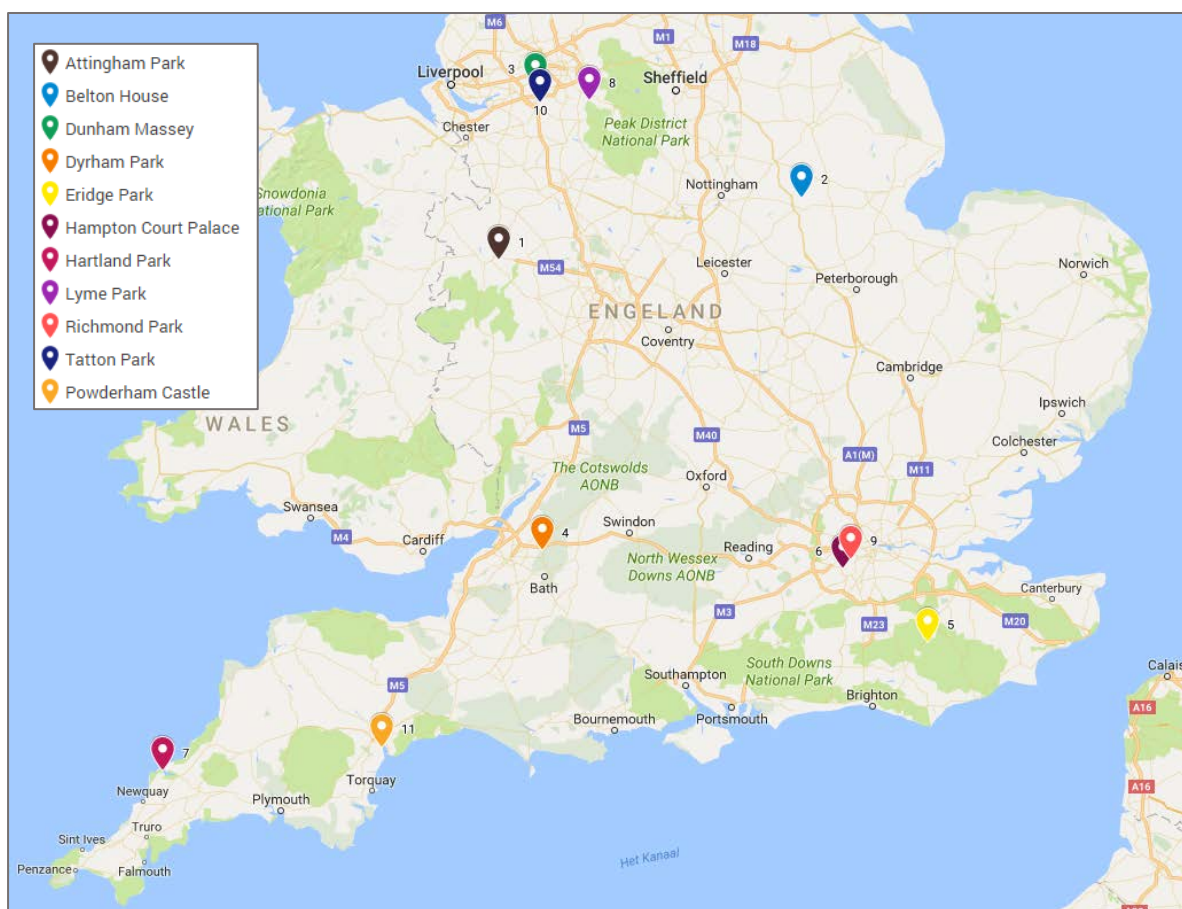 Attingham Park
Belton House
Dunham Massey
Dyrham Park
Eridge Park
Hampton Court Palace
Hartland Park
Lyme Park
Richmond Park
Tatton Park
Powderham Castle
M6
M1
M18
Liverpool
3
8
Sheffield
10
Chester
Peak District
National Park
Snowdonia
National Park
Nottingham
2
1
M54
Leicester
Peterborough
Norwich
ENGELAND
Coventry
Cambridge
Ipswich
WALES
M5
M40
A1(M)
M11
Colchester
The Cotswolds
AONB
Oxford
Swansea
M4
Cardiff
4
Swindon
North Wessex
Downs AONB
Reading
6
9
Bath
Canterbury
M3
M23
5
M20
South Downs
National Park
Southampton
Brighton
Calais
M5
Bournemouth
Portsmouth
A16
11
7
Newquay
Torquay
Plymouth
A16
Truro
Sint Ives
Penzance
Falmouth
Het Kanaal